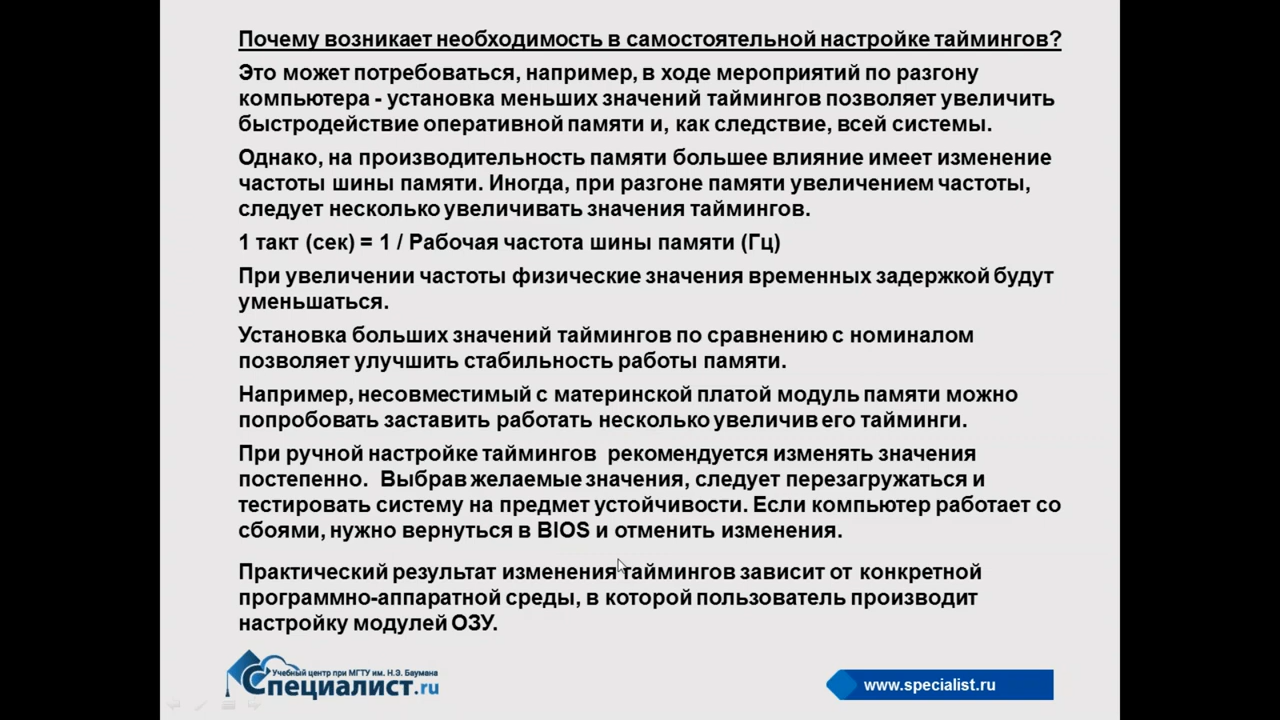 Почему возникает необходимость в самостоятельной настройке таймингов?
Это может потребоваться, например, в ходе мероприятий по разгону
компьютера - установка меньших значений таймингов позволяет увеличить
быстродействие оперативной памяти и, как следствие, всей системы.
Однако, на производительность памяти большее влияние имеет изменение
частоты шины памяти. Иногда, при разгоне памяти увеличением частоты,
следует несколько увеличивать значения таймингов.
1 такт (сек) = 1 / Рабочая частота шины памяти (Гц)
При увеличении частоты физические значения временных задержкой будут
уменьшаться.
Установка больших значений таймингов по сравнению с номиналом
позволяет улучшить стабильность работы памяти.
Например, несовместимый с материнской платой модуль памяти можно
попробовать заставить работать несколько увеличив его тайминги.
При ручной настройке таймингов рекомендуется изменять значения
постепенно. Выбрав желаемые значения, следует перезагружаться и
тестировать систему на предмет устойчивости. Если компьютер работает со
сбоями, нужно вернуться в BIOS и отменить изменения.
Практический результат изменения таймингов зависит от конкретной
программно-аппаратной среды, в которой пользователь производит
настройку модулей ОЗУ.
Учебный центр при МГТУ им. Н.Э. Баумана
Специалист.ru
www.specialist.ru